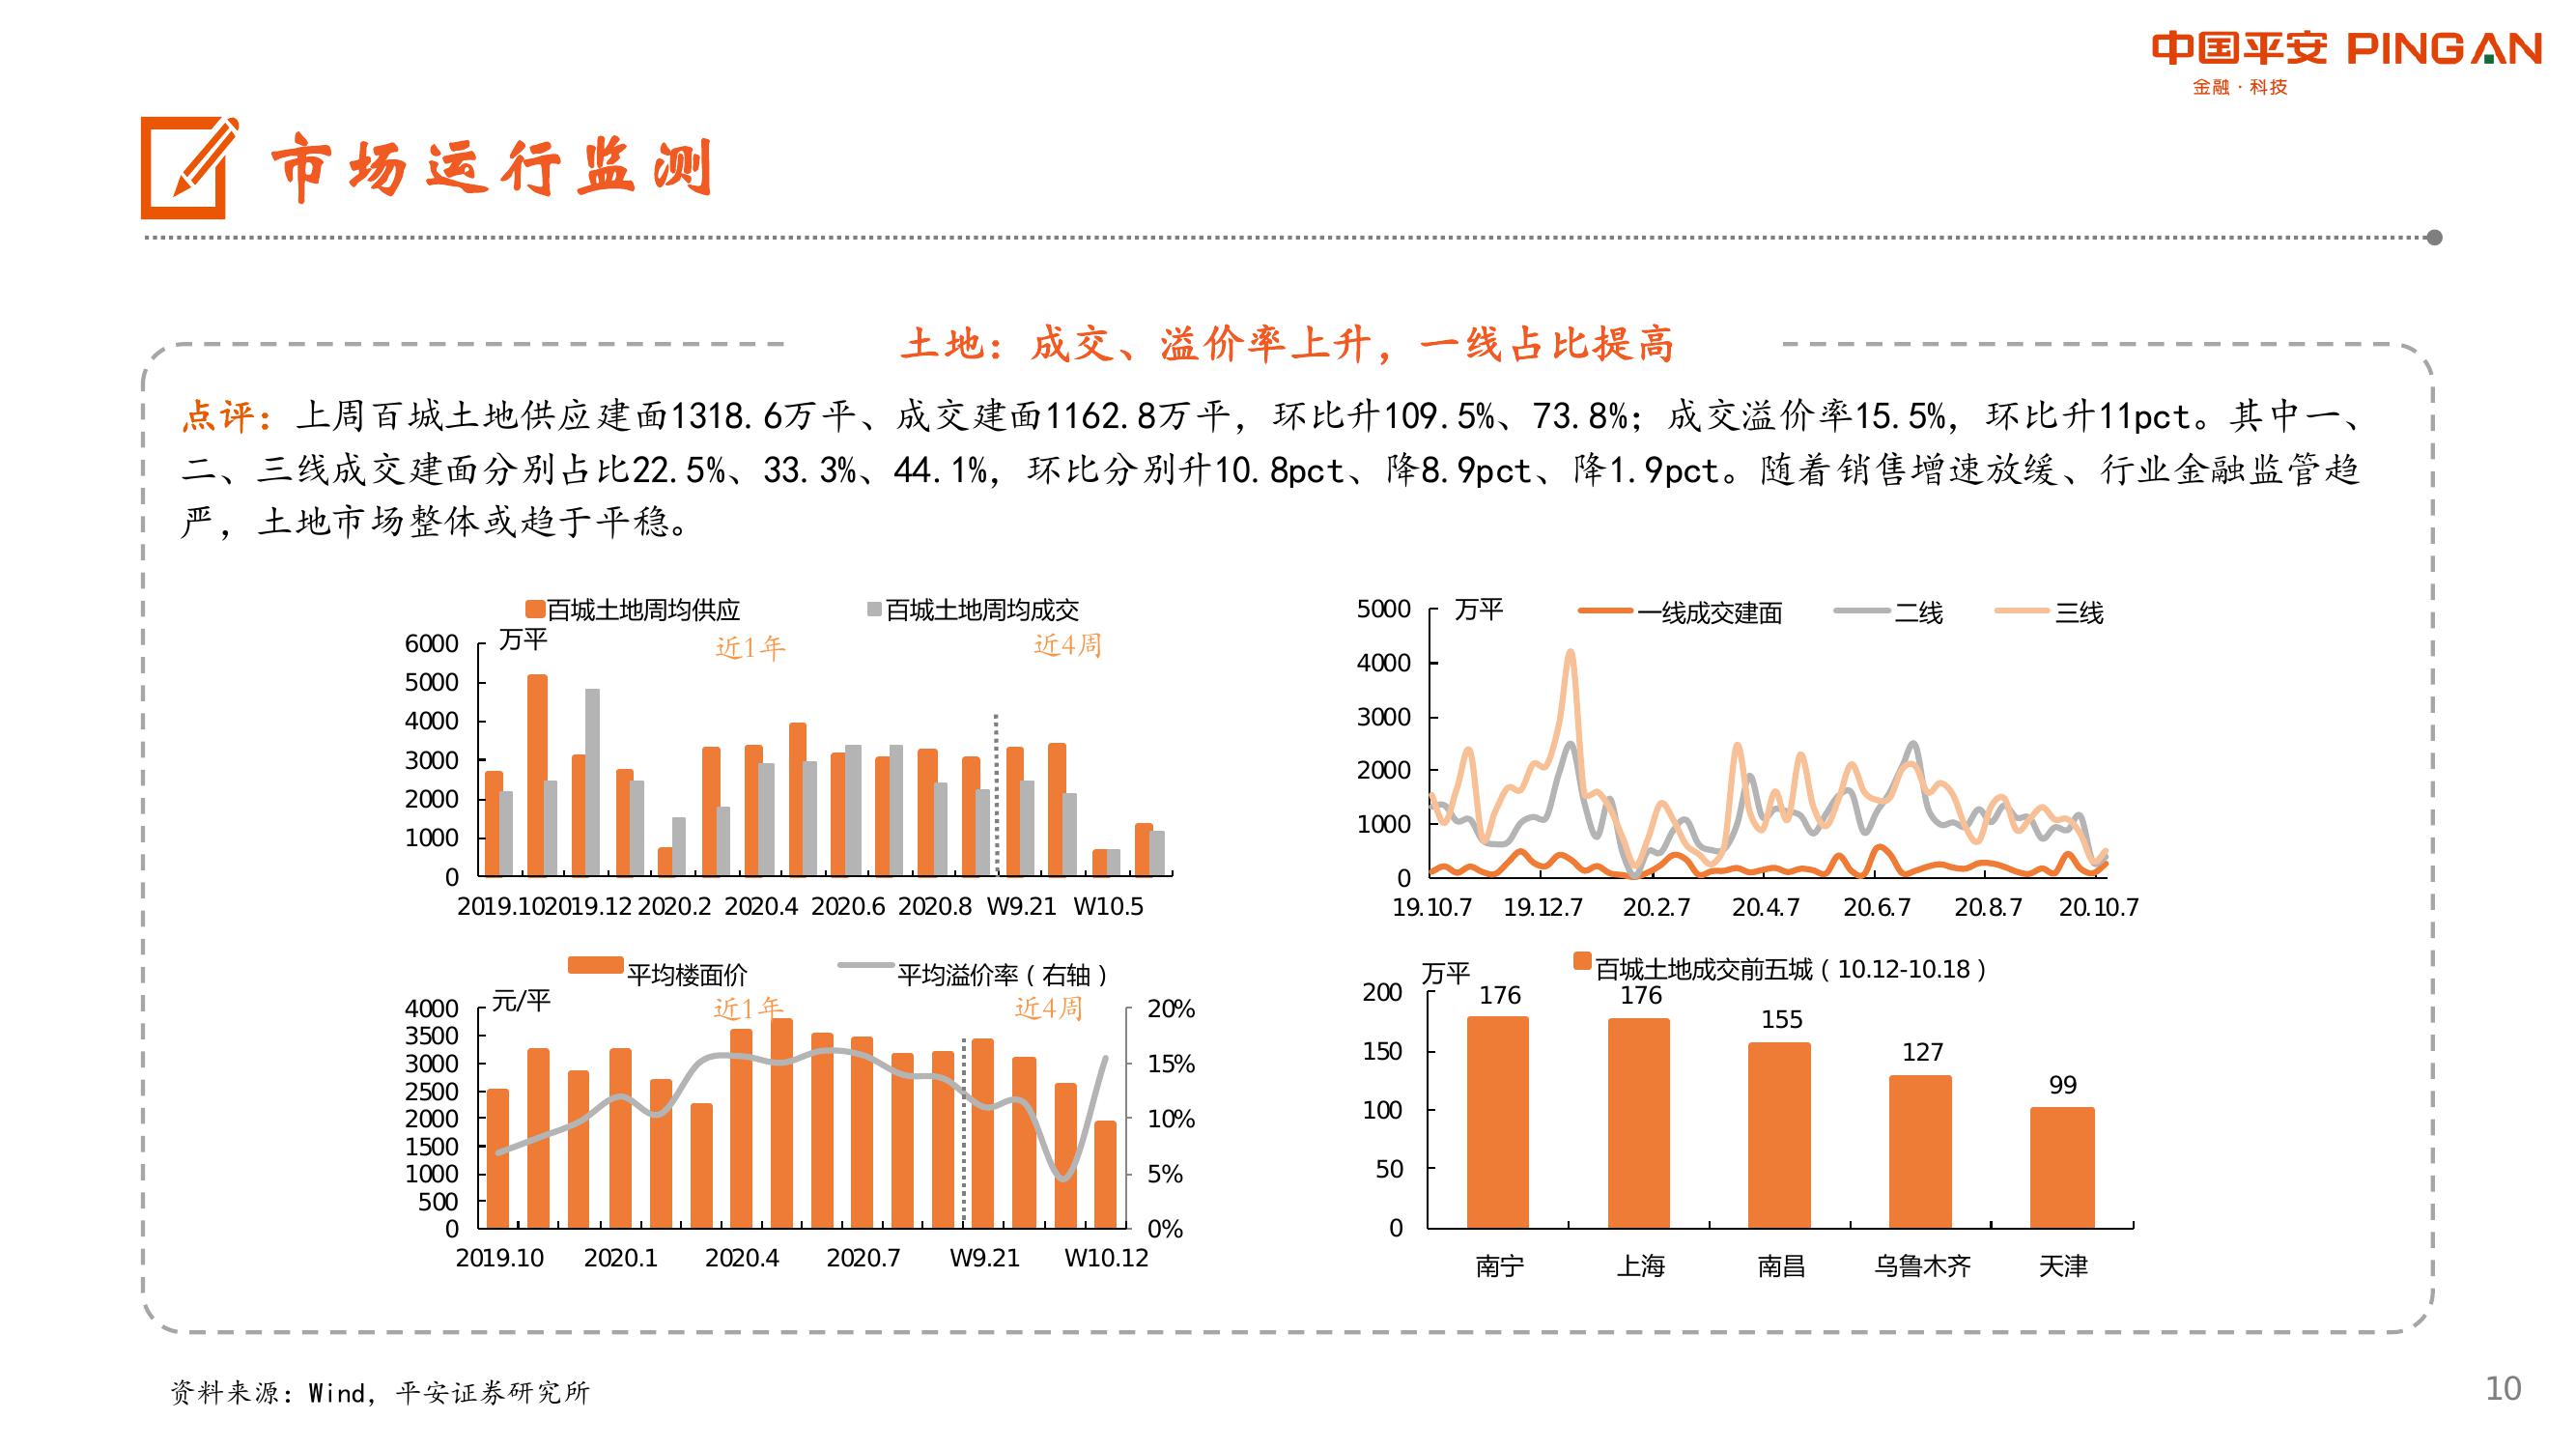 中国平安 PINGAN
金融·科技
市场运行监测
土地：成交、溢价率上升，一线占比提高
点评：上周百城土地供应建面1318.6万平、成交建面1162.8万平，环比升109.5%、73.8%；成交溢价率15.5%，环比升11pct。其中一、
二、三线成交建面分别占比22.5%、33.3%、44.1%，环比分别升10.8pct、降8.9pct、降1.9pct。随着销售增速放缓、行业金融监管趋
严，土地市场整体或趋于平稳。
百城土地周均供应 百城土地周均成交
万平
近1年 近4周
6000
5000
4000
3000
2000
1000
0
2019.10 2019.12 2020.2 2020.4 2020.6 2020.8 W9.21 W10.5
万平 一线成交建面 二线 三线
5000
4000
3000
2000
1000
0
19.10.7 19.12.7 20.2.7 20.4.7 20.6.7 20.8.7 20.10.7
平均楼面价 平均溢价率（右轴）
元/平
近1年 近4周
4000
3500
3000
2500
2000
1500
1000
500
0
20%
15%
10%
5%
0%
2019.10 2020.1 2020.4 2020.7 W9.21 W10.12
万平 百城土地成交前五城（10.12-10.18）
200
150
100
50
0
176 176 155 127 99
南宁 上海 南昌 乌鲁木齐 天津
资料来源：Wind，平安证券研究所
10